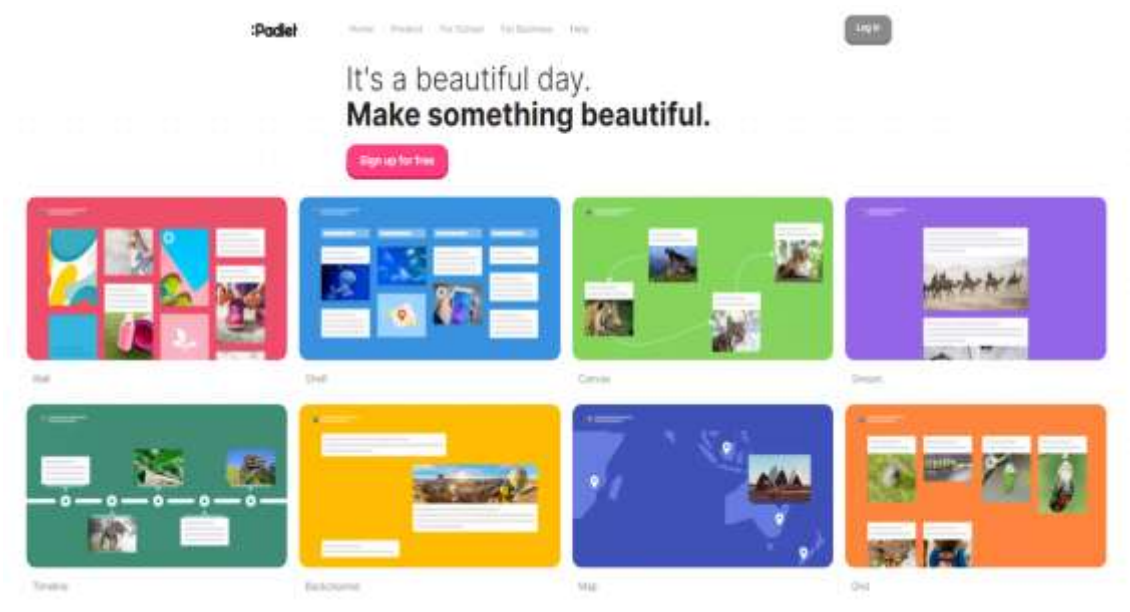 :Padlet
Home Product For School For Business Help
Log in
It's a beautiful day.
Make something beautiful.
Sign up for free
Wall Shelf Canvas Stream
Timeline Backchannel Map Grid